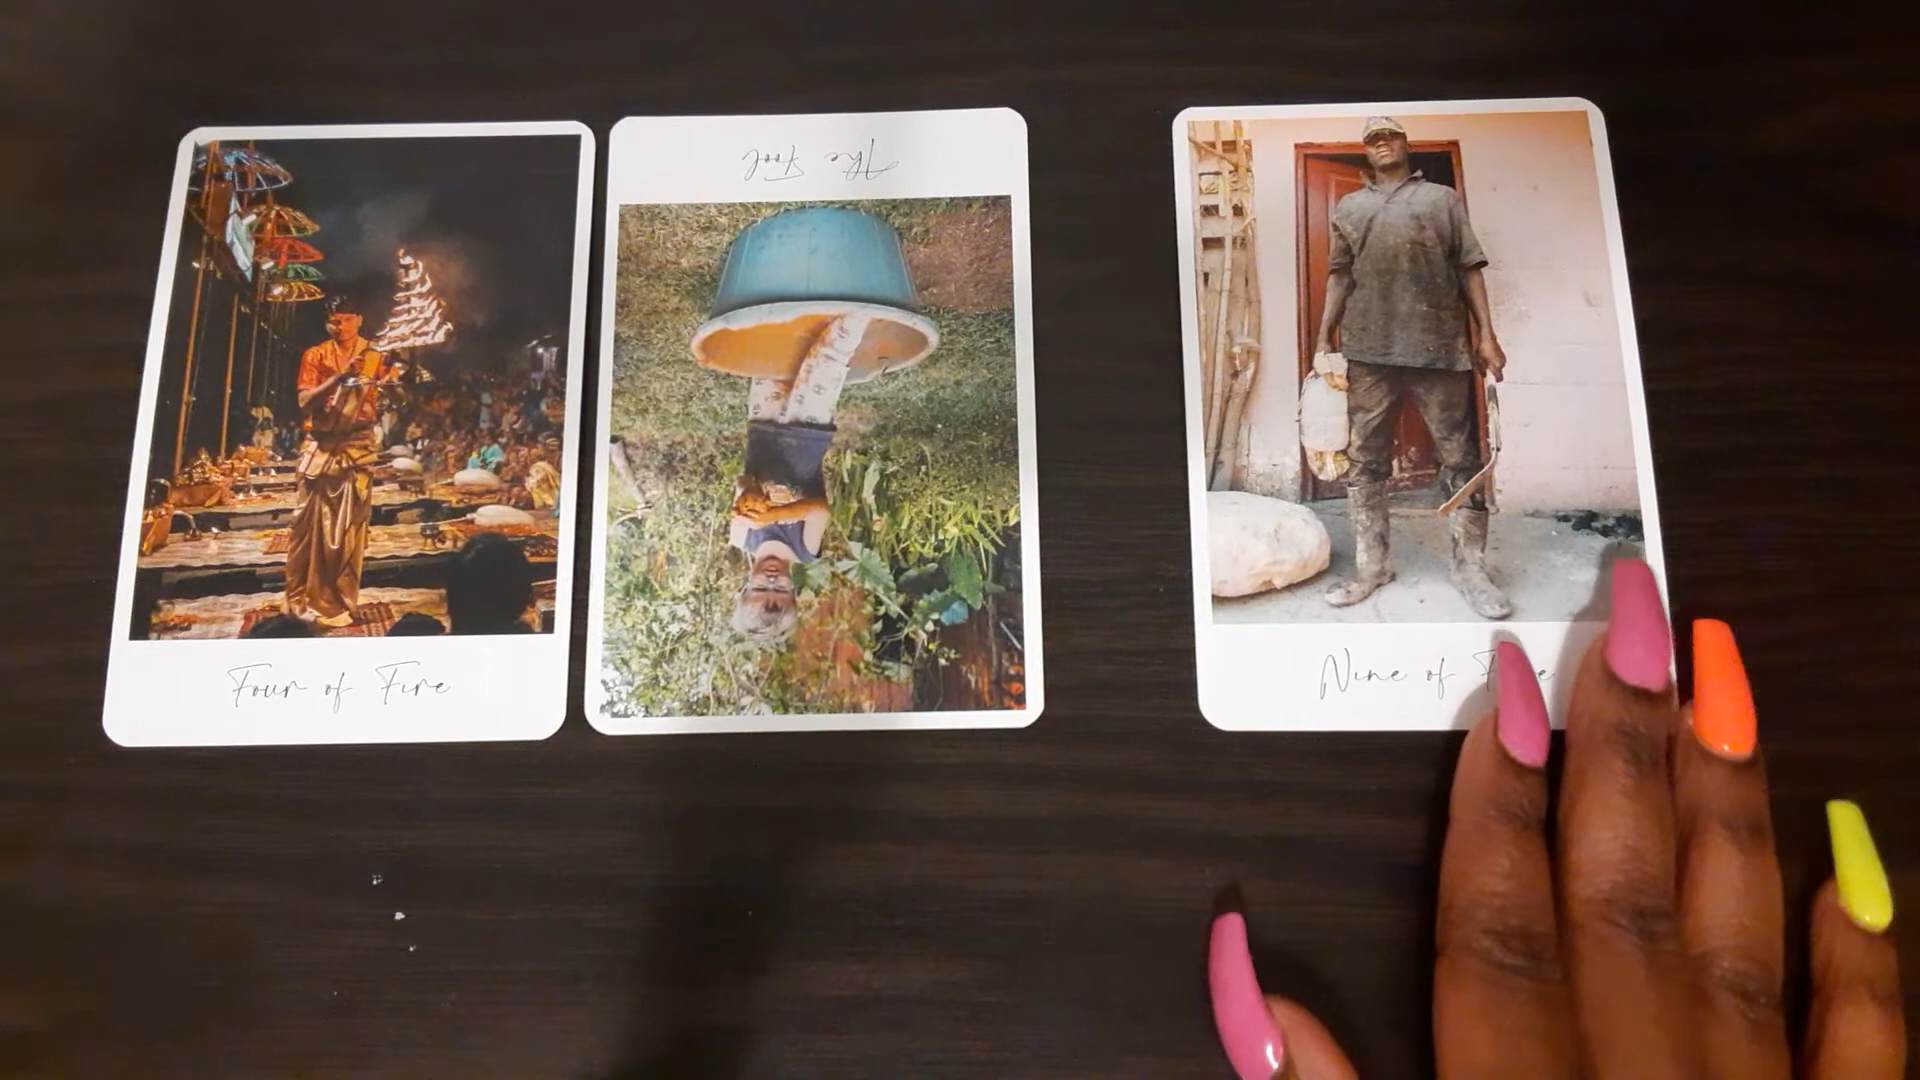 Four of Fire
The Fool
Nine of